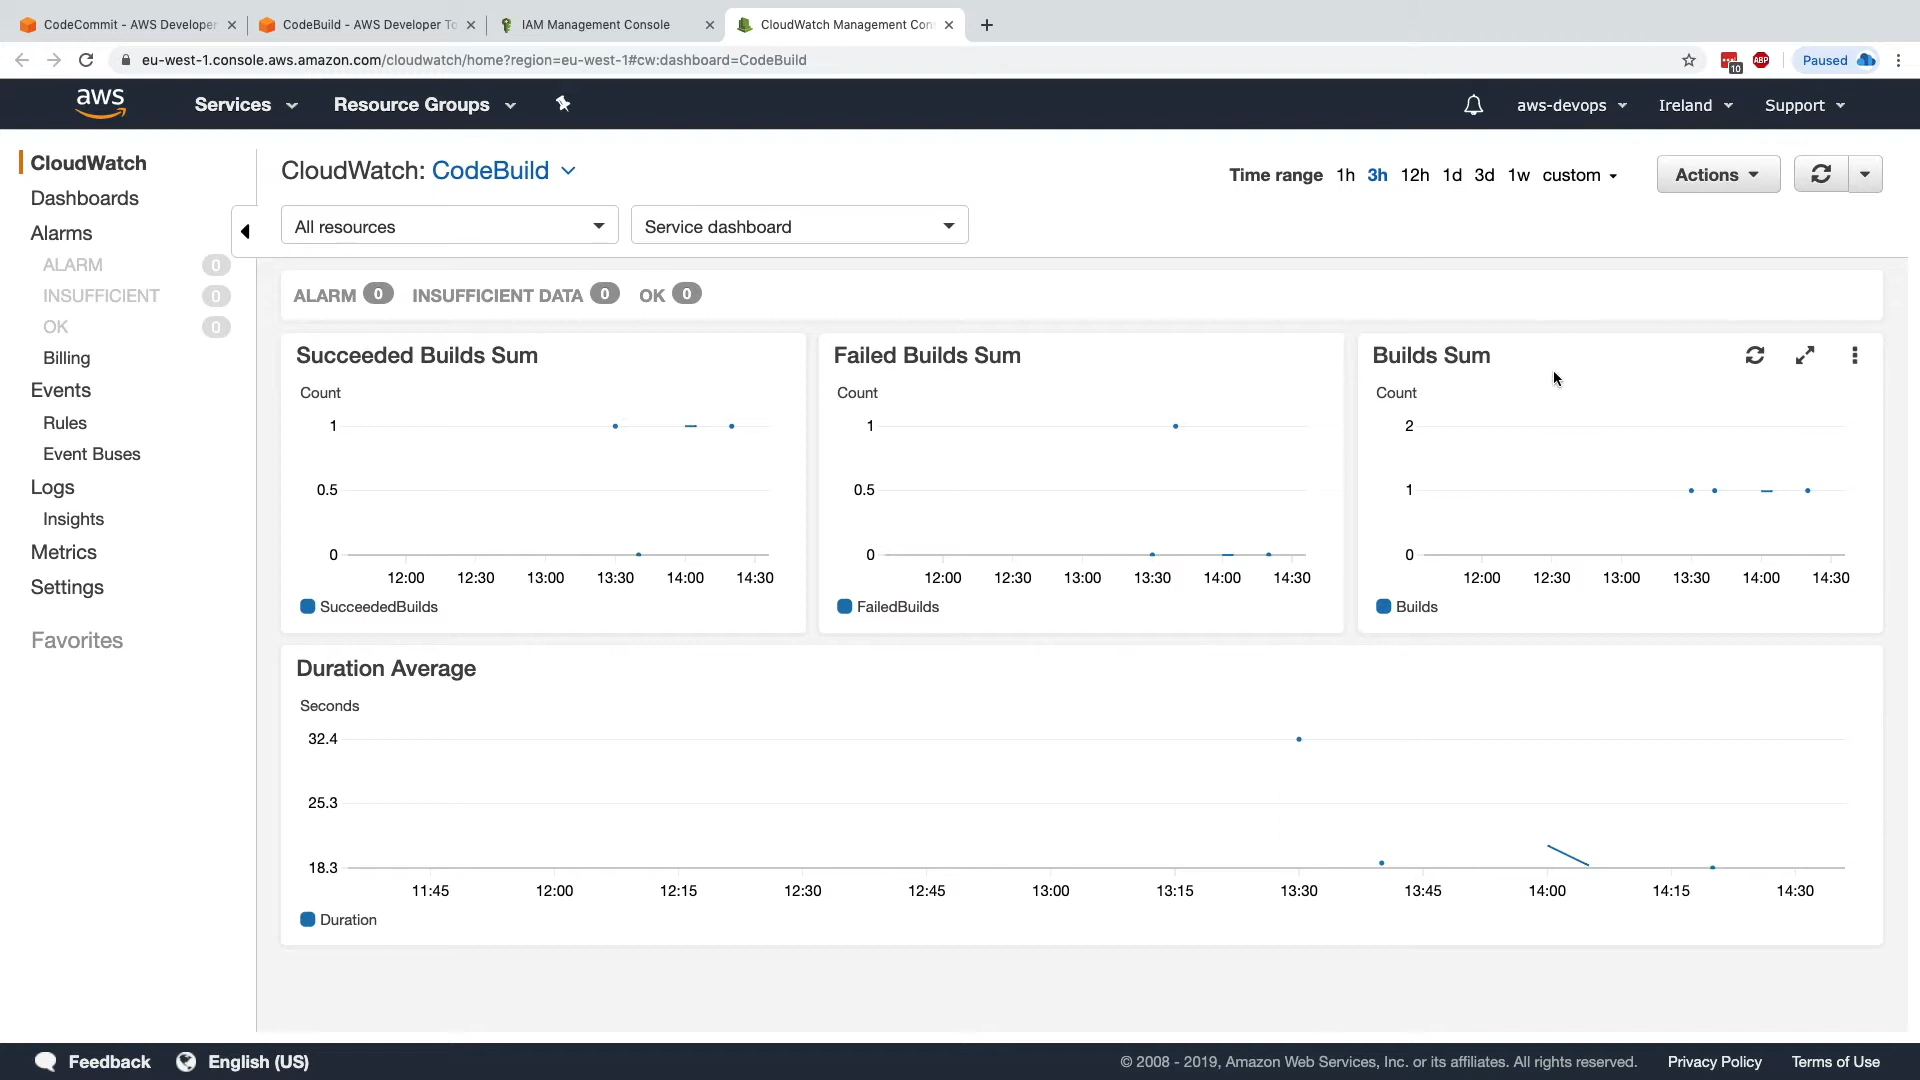 CodeCommit - AWS Developer
CodeBuild - AWS Developer To
IAM Management Console
CloudWatch Management Con
eu-west-1.console.aws.amazon.com/cloudwatch/home?region=eu-west-1#cw:dashboard=CodeBuild
10
ABP
Paused
aws
Services
Resource Groups
aws-devops
Ireland
Support
CloudWatch
Dashboards
Alarms
ALARM 0
INSUFFICIENT 0
OK 0
Billing
Events
Rules
Event Buses
Logs
Insights
Metrics
Settings
Favorites
CloudWatch: CodeBuild
Time range 1h 3h 12h 1d 3d 1w custom
Actions
All resources
Service dashboard
ALARM 0 INSUFFICIENT DATA 0 OK 0
Succeeded Builds Sum
Count
1
0.5
0
12:00 12:30 13:00 13:30 14:00 14:30
SucceededBuilds
Failed Builds Sum
Count
1
0.5
0
12:00 12:30 13:00 13:30 14:00 14:30
FailedBuilds
Builds Sum
Count
2
1
0
12:00 12:30 13:00 13:30 14:00 14:30
Builds
Duration Average
Seconds
32.4
25.3
18.3
11:45 12:00 12:15 12:30 12:45 13:00 13:15 13:30 13:45 14:00 14:15 14:30
Duration
Feedback
English (US)
© 2008 - 2019, Amazon Web Services, Inc. or its affiliates. All rights reserved.
Privacy Policy
Terms of Use